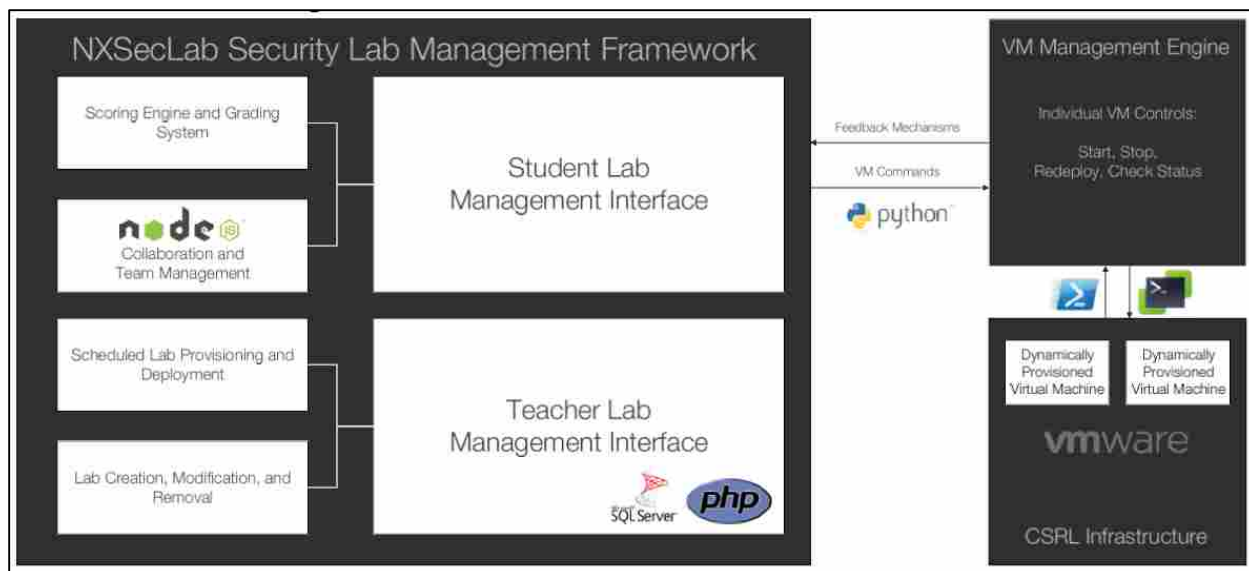 NXSecLab Security Lab Management Framework
Scoring Engine and Grading
System
node
JS
Collaboration and
Team Management
Student Lab
Management Interface
Scheduled Lab Provisioning and
Deployment
Lab Creation, Modification, and
Removal
Teacher Lab
Management Interface
Microsoft
SQL Server
php
Feedback Mechanisms
VM Commands
python
VM Management Engine
Individual VM Controls:
Start, Stop,
Redeploy, Check Status
>_
Dynamically
Provisioned
Virtual Machine
Dynamically
Provisioned
Virtual Machine
vmware
CSRL Infrastructure